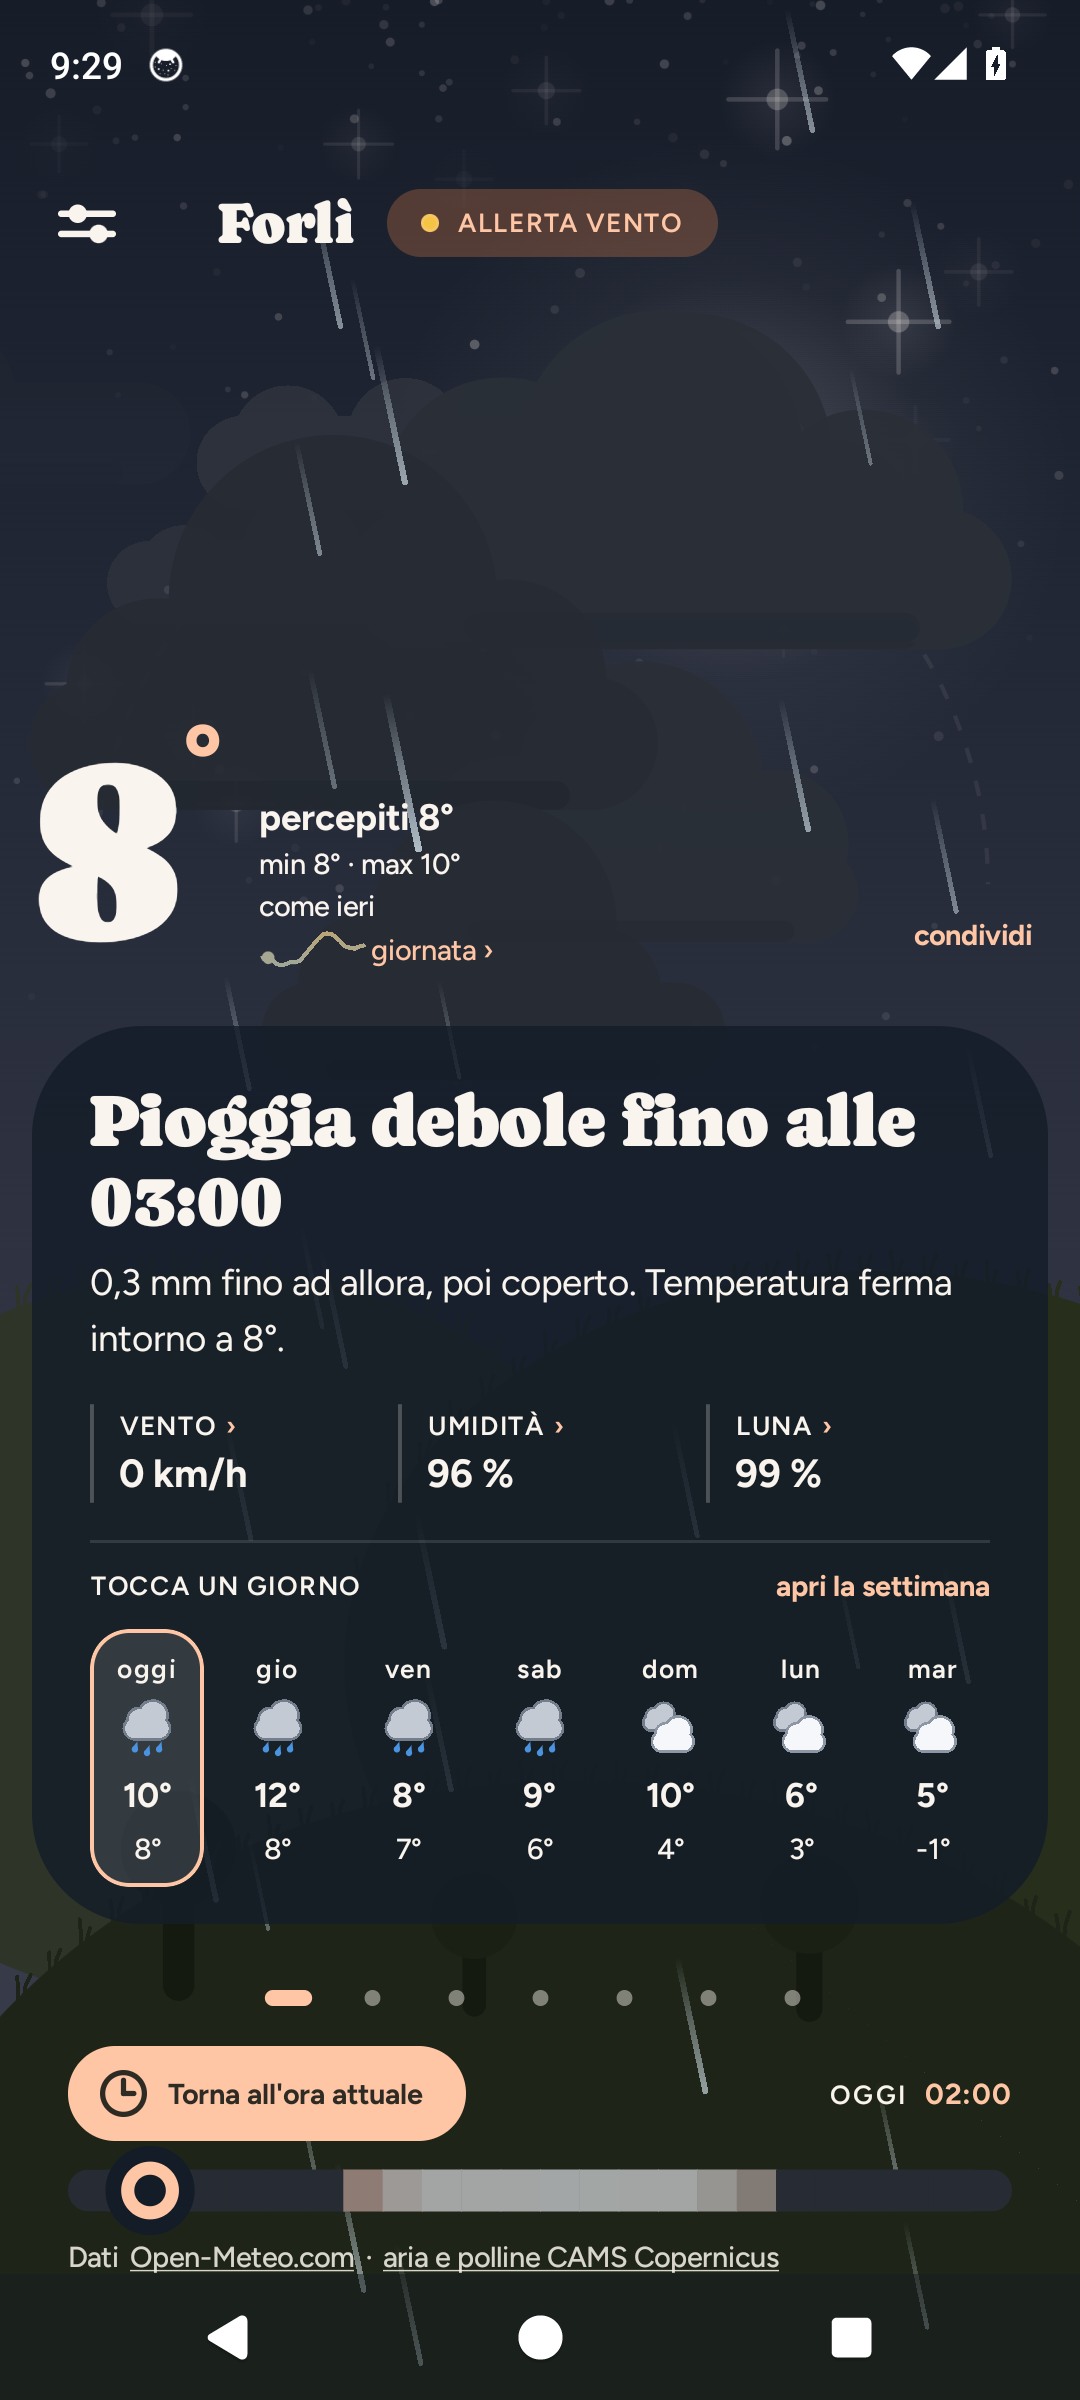 9:29
Forlì
ALLERTA VENTO
8°
percepiti 8°
min 8° · max 10°
come ieri
giornata ›
condividi
Pioggia debole fino alle
03:00
0,3 mm fino ad allora, poi coperto. Temperatura ferma
intorno a 8°.
VENTO › UMIDITÀ › LUNA ›
0 km/h 96 % 99 %
TOCCA UN GIORNO apri la settimana
oggi gio ven sab dom lun mar
10° 12° 8° 9° 10° 6° 5°
8° 8° 7° 6° 4° 3° -1°
Torna all'ora attuale OGGI 02:00
Dati Open-Meteo.com · aria e polline CAMS Copernicus